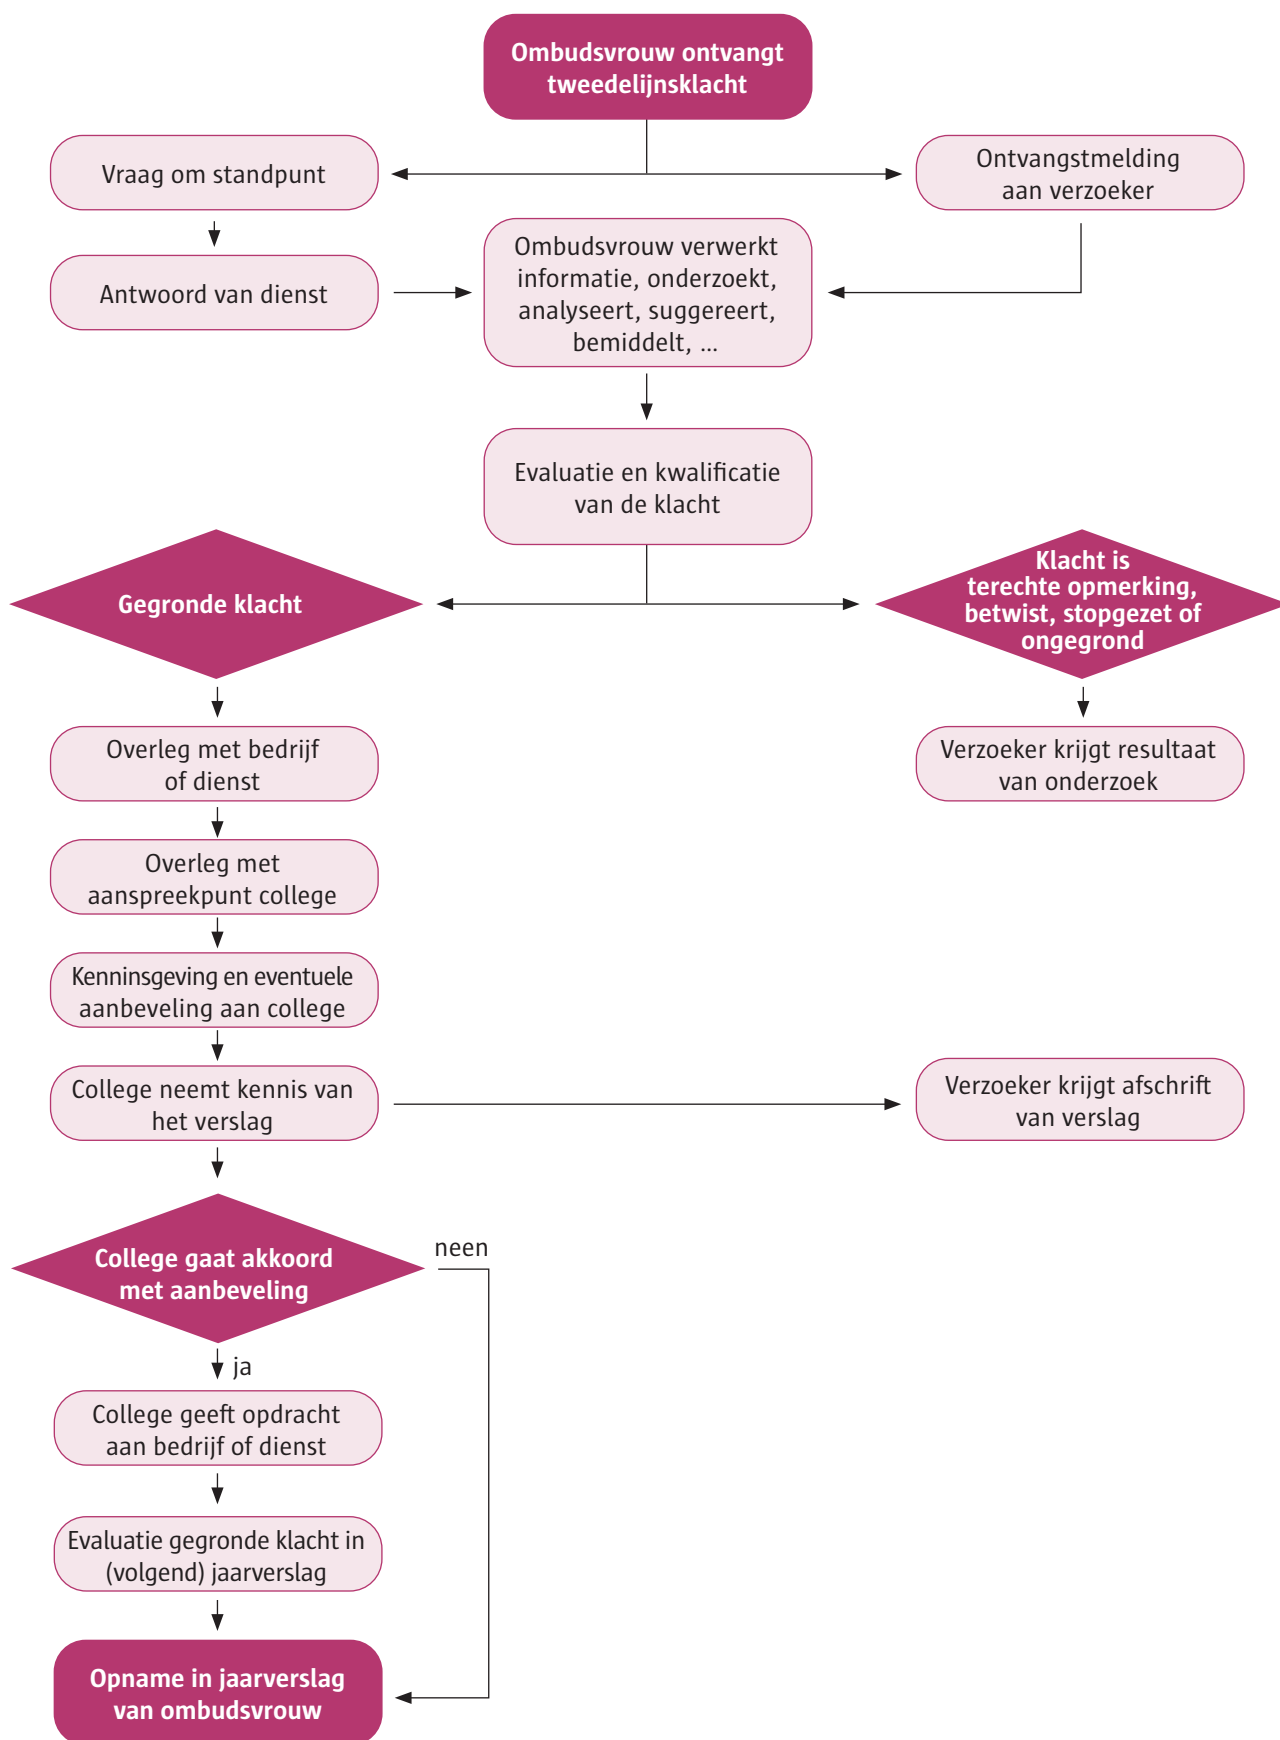 Ombudsvrouw ontvangt
tweedelijnsklacht
Vraag om standpunt
Ontvangstmelding
aan verzoeker
Antwoord van dienst
Ombudsvrouw verwerkt
informatie, onderzoekt,
analyseert, suggereert,
bemiddelt, ...
Evaluatie en kwalificatie
van de klacht
Gegronde klacht
Klacht is
terechte opmerking,
betwist, stopgezet of
ongegrond
Overleg met bedrijf
of dienst
Verzoeker krijgt resultaat
van onderzoek
Overleg met
aanspreekpunt college
Kenninsgeving en eventuele
aanbeveling aan college
College neemt kennis van
het verslag
Verzoeker krijgt afschrift
van verslag
College gaat akkoord
met aanbeveling
neen
ja
College geeft opdracht
aan bedrijf of dienst
Evaluatie gegronde klacht in
(volgend) jaarverslag
Opname in jaarverslag
van ombudsvrouw